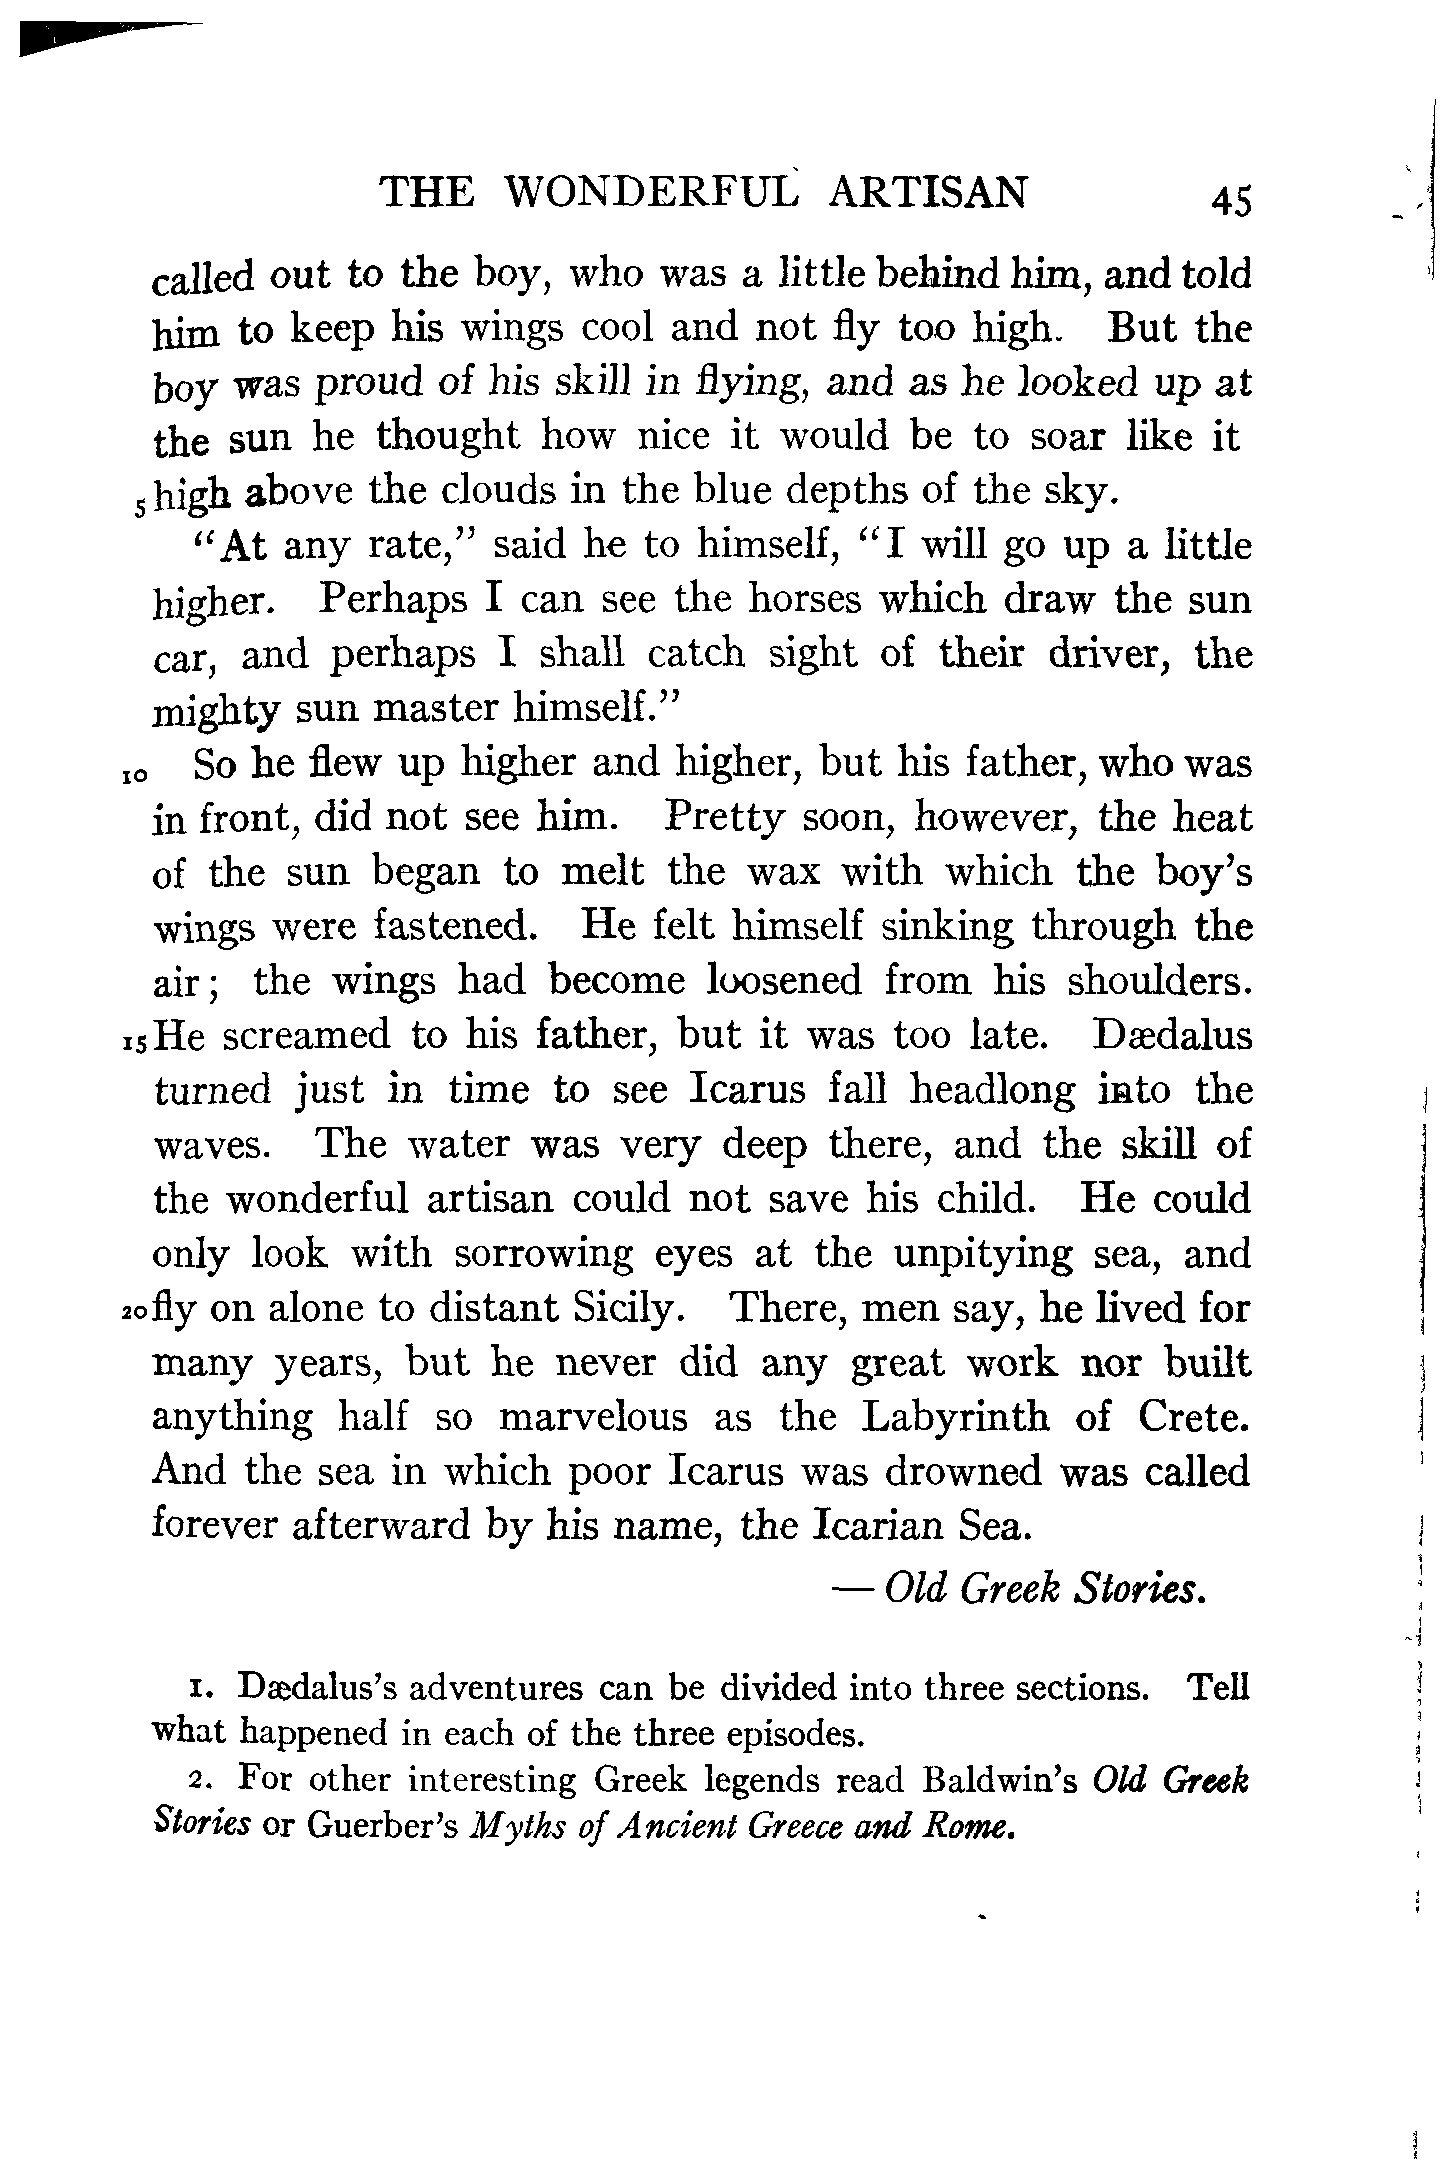 THE WONDERFUL ARTISAN 45
called out to the boy, who was a little behind him, and told
him to keep his wings cool and not fly too high. But the
boy was proud of his skill in flying, and as he looked up at
the sun he thought how nice it would be to soar like it
5 high above the clouds in the blue depths of the sky.
"At any rate," said he to himself, "I will go up a little
higher. Perhaps I can see the horses which draw the sun
car, and perhaps I shall catch sight of their driver, the
mighty sun master himself."
10 So he flew up higher and higher, but his father, who was
in front, did not see him. Pretty soon, however, the heat
of the sun began to melt the wax with which the boy's
wings were fastened. He felt himself sinking through the
air; the wings had become loosened from his shoulders.
15 He screamed to his father, but it was too late. Dædalus
turned just in time to see Icarus fall headlong into the
waves. The water was very deep there, and the skill of
the wonderful artisan could not save his child. He could
only look with sorrowing eyes at the unpitying sea, and
20 fly on alone to distant Sicily. There, men say, he lived for
many years, but he never did any great work nor built
anything half so marvelous as the Labyrinth of Crete.
And the sea in which poor Icarus was drowned was called
forever afterward by his name, the Icarian Sea.
— Old Greek Stories.
1. Dædalus's adventures can be divided into three sections. Tell
what happened in each of the three episodes.
2. For other interesting Greek legends read Baldwin's Old Greek
Stories or Guerber's Myths of Ancient Greece and Rome.